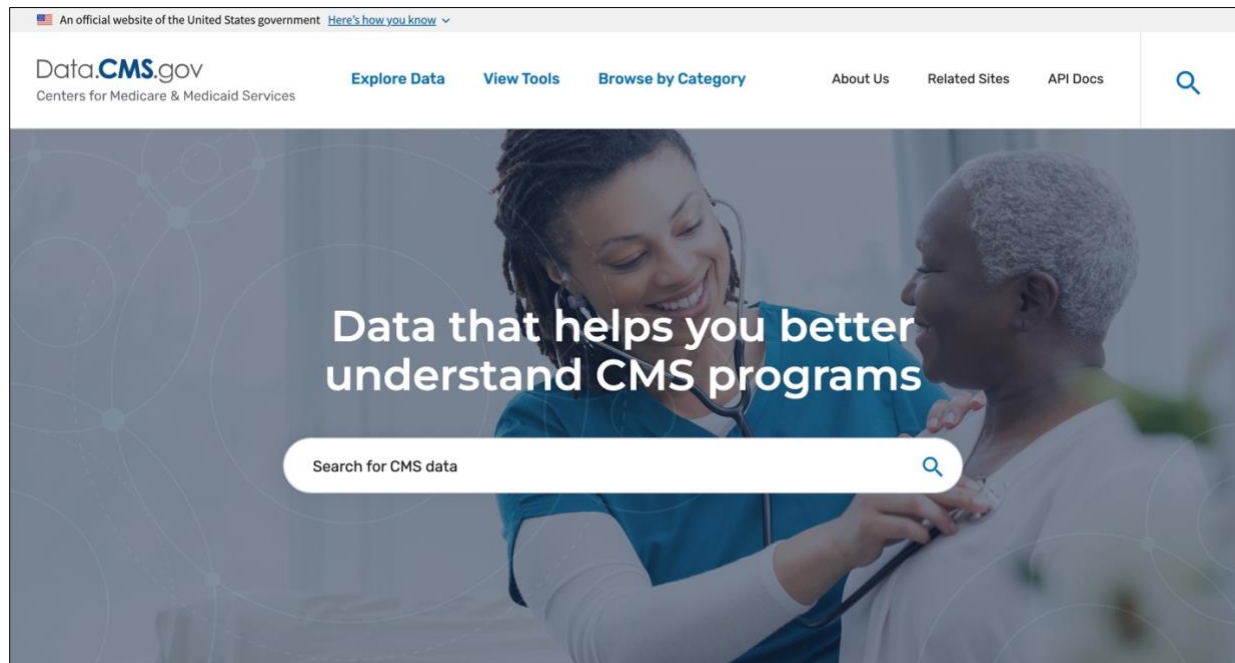 An official website of the United States government Here's how you know
Data.CMS.gov
Centers for Medicare & Medicaid Services
Explore Data View Tools Browse by Category About Us Related Sites API Docs
Data that helps you better
understand CMS programs
Search for CMS data